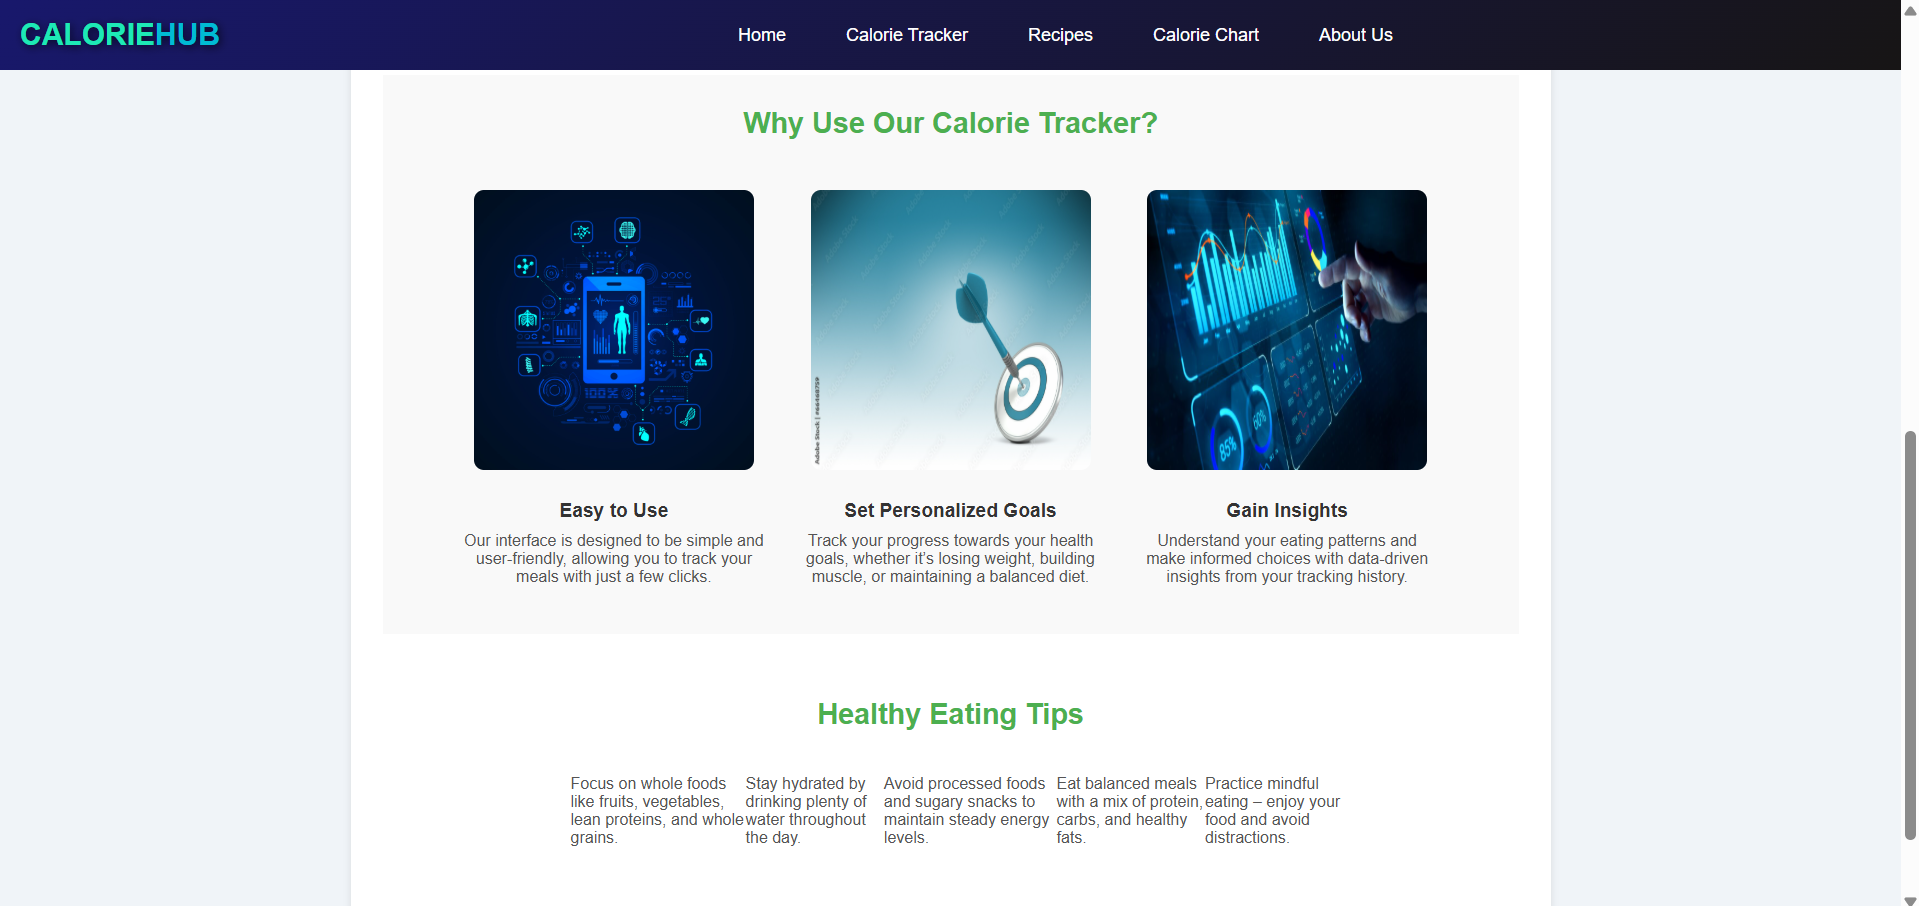 CALORIEHUB
Home
Calorie Tracker
Recipes
Calorie Chart
About Us
Why Use Our Calorie Tracker?
100%
Adobe Stock | #66468759
85%
60%
Easy to Use
Our interface is designed to be simple and
user-friendly, allowing you to track your
meals with just a few clicks.
Set Personalized Goals
Track your progress towards your health
goals, whether it's losing weight, building
muscle, or maintaining a balanced diet.
Gain Insights
Understand your eating patterns and
make informed choices with data-driven
insights from your tracking history.
Healthy Eating Tips
Focus on whole foods
like fruits, vegetables,
lean proteins, and whole
grains.
Stay hydrated by
drinking plenty of
water throughout
the day.
Avoid processed foods
and sugary snacks to
maintain steady energy
levels.
Eat balanced meals
with a mix of protein,
carbs, and healthy
fats.
Practice mindful
eating – enjoy your
food and avoid
distractions.